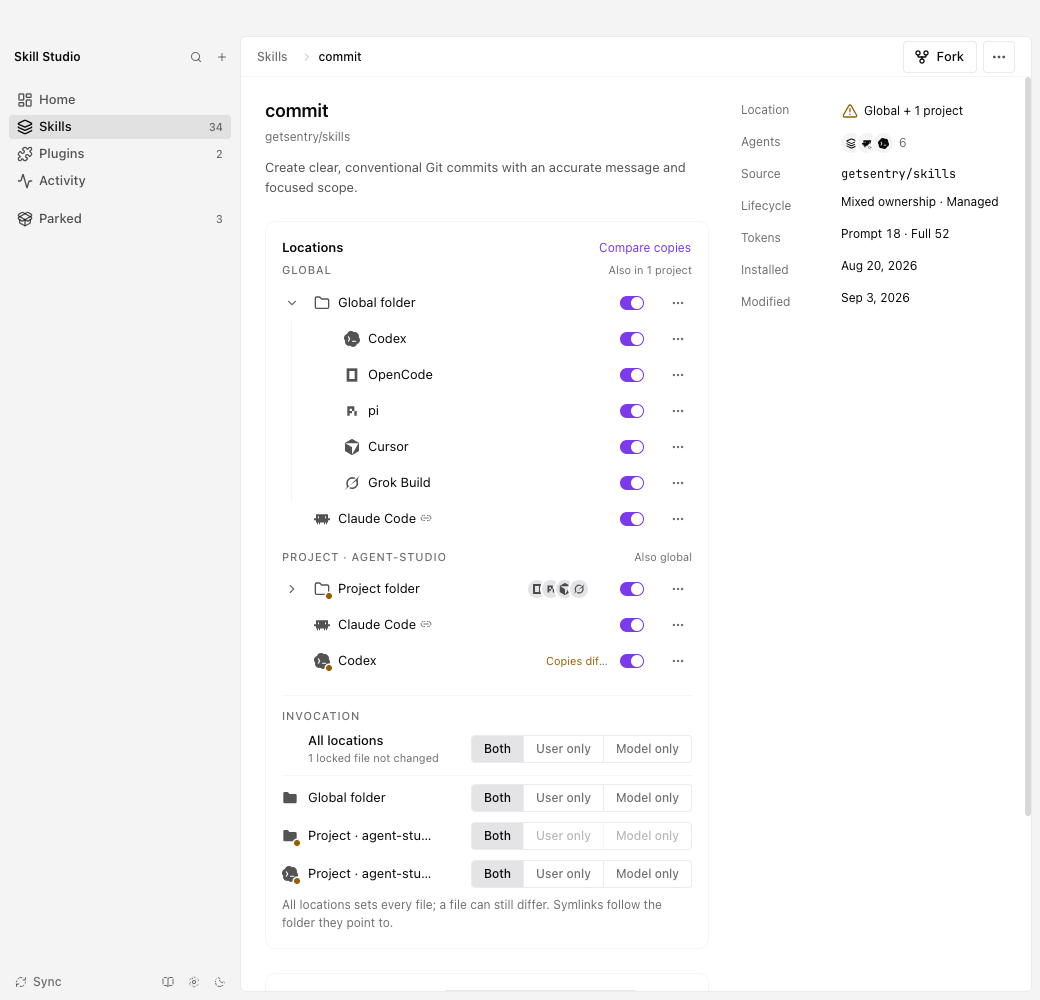 Skill Studio
Home
Skills 34
Plugins 2
Activity
Parked 3
Sync
Skills commit
Fork
commit
getsentry/skills
Create clear, conventional Git commits with an accurate message and
focused scope.
Locations Compare copies
GLOBAL Also in 1 project
Global folder
Codex
OpenCode
pi
Cursor
Grok Build
Claude Code
PROJECT · AGENT-STUDIO Also global
Project folder
Claude Code
Codex Copies dif...
INVOCATION
All locations
1 locked file not changed
Both User only Model only
Global folder Both User only Model only
Project · agent-stu... Both User only Model only
Project · agent-stu... Both User only Model only
All locations sets every file; a file can still differ. Symlinks follow the
folder they point to.
Location Global + 1 project
Agents 6
Source getsentry/skills
Lifecycle Mixed ownership · Managed
Tokens Prompt 18 · Full 52
Installed Aug 20, 2026
Modified Sep 3, 2026